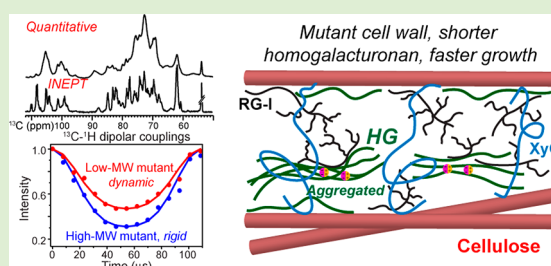 Quantitative
INEPT
¹³C (ppm) 100 90 80 70 60
¹³C-¹H dipolar couplings
1.0
Low-MW mutant
dynamic
0.6
High-MW mutant, rigid
0.2
Intensity
0 20 40 60 80 100
Time (μs)
Mutant cell wall, shorter
homogalacturonan, faster growth
RG-I
HG
XyG
Aggregated
Cellulose